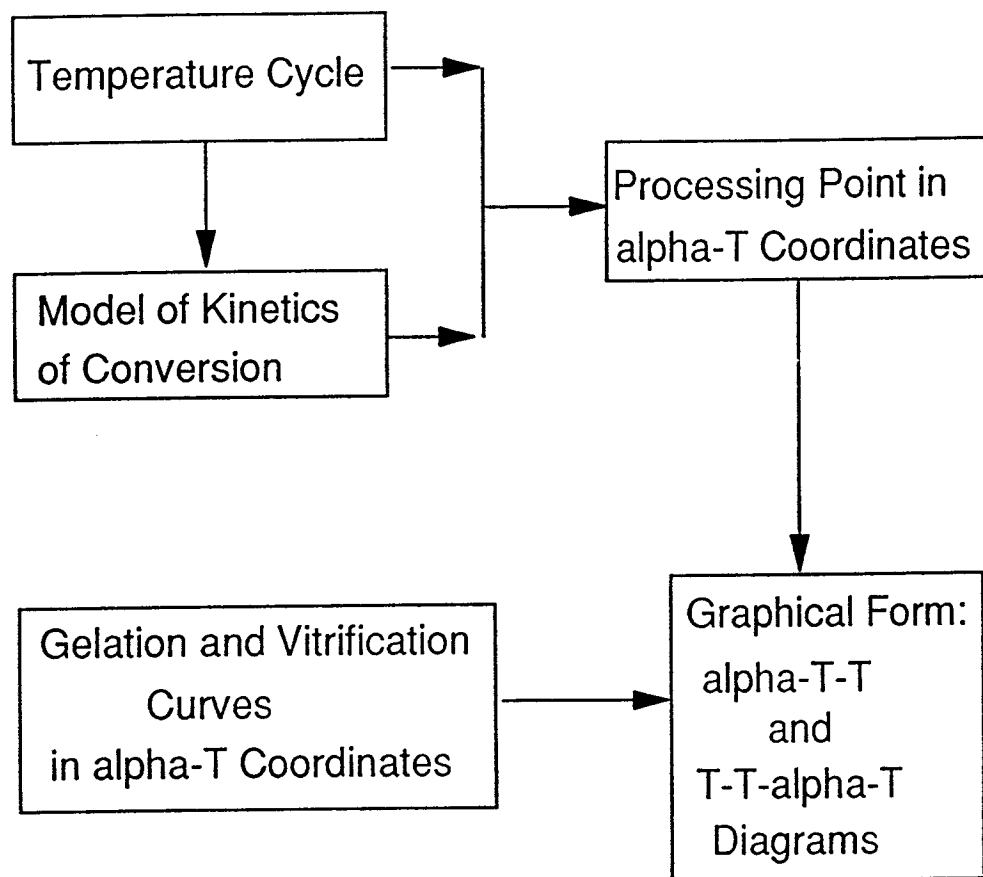 Temperature Cycle
Processing Point in
alpha-T Coordinates
Model of Kinetics
of Conversion
Gelation and Vitrification
Curves
in alpha-T Coordinates
Graphical Form:
alpha-T-T
and
T-T-alpha-T
Diagrams